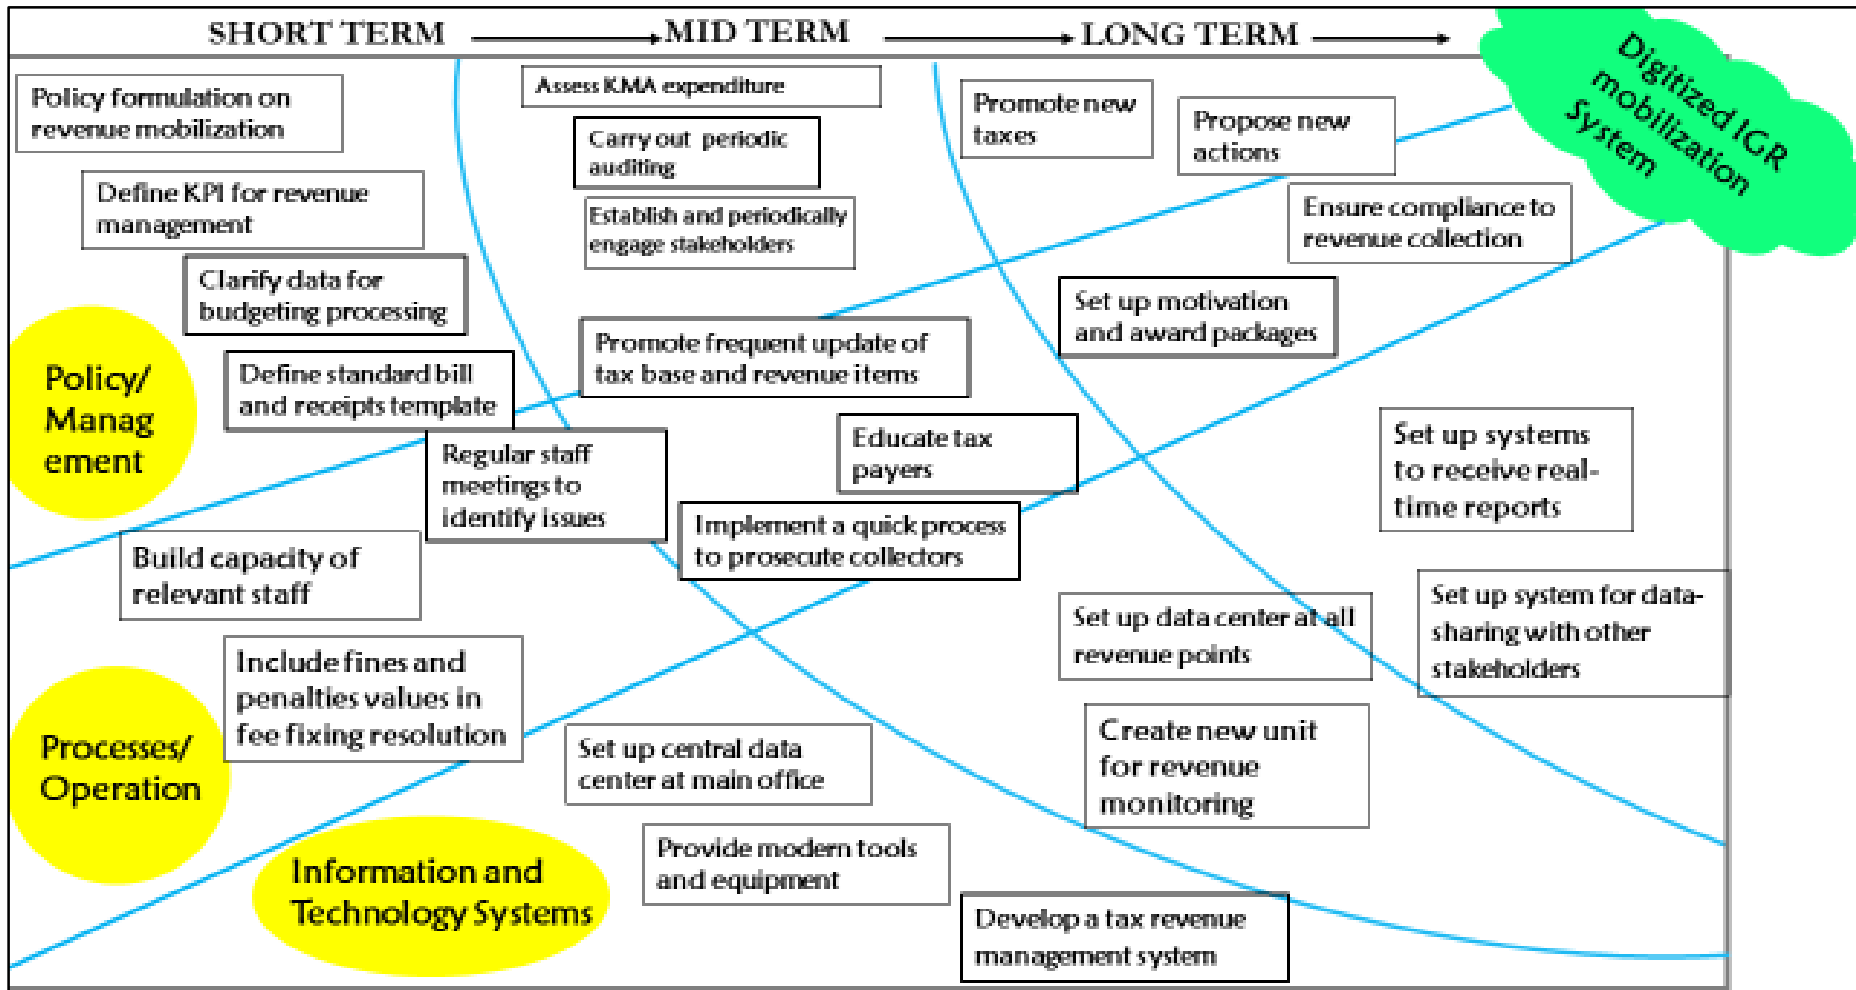 SHORT TERM
MID TERM
LONG TERM
Digitized IGR
mobilization
System
Policy formulation on
revenue mobilization
Define KPI for revenue
management
Clarify data for
budgeting processing
Define standard bill
and receipts template
Assess KMA expenditure
Carry out periodic
auditing
Establish and periodically
engage stakeholders
Promote new
taxes
Propose new
actions
Ensure compliance to
revenue collection
Set up motivation
and award packages
Promote frequent update of
tax base and revenue items
Policy/
Manag
ement
Regular staff
meetings to
identify issues
Educate tax
payers
Implement a quick process
to prosecute collectors
Set up systems
to receive real-
time reports
Build capacity of
relevant staff
Include fines and
penalties values in
fee fixing resolution
Processes/
Operation
Set up data center at all
revenue points
Set up system for data-
sharing with other
stakeholders
Set up central data
center at main office
Create new unit
for revenue
monitoring
Provide modern tools
and equipment
Information and
Technology Systems
Develop a tax revenue
management system